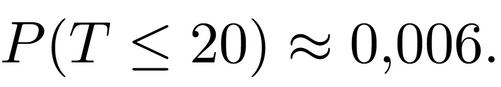 P(T ≤ 20) ≈ 0,006.